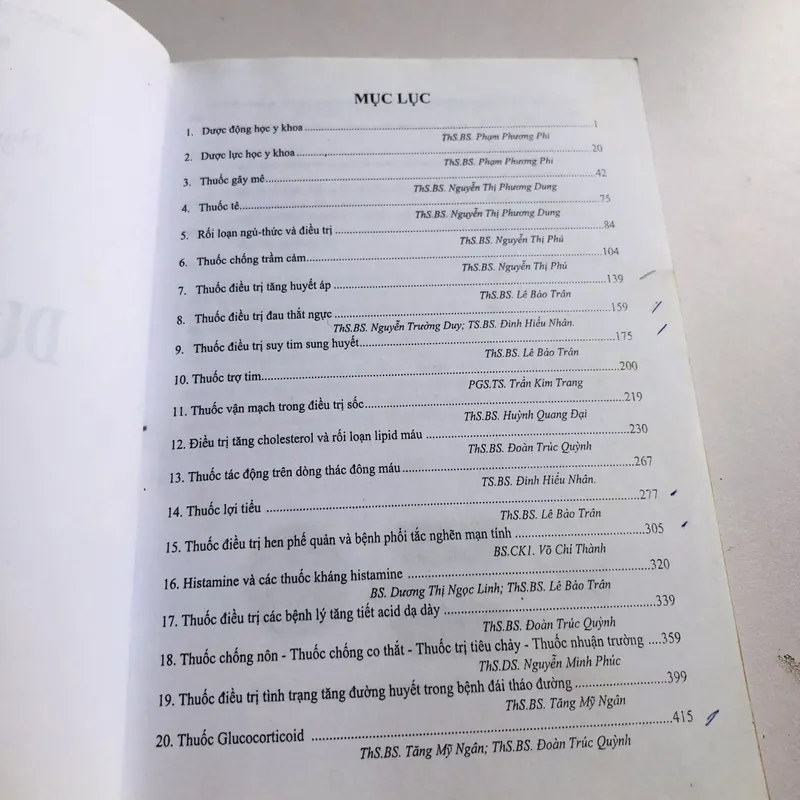 MỤC LỤC
1. Dược động học y khoa ........ 1
ThS.BS. Phạm Phương Phi
2. Dược lực học y khoa ........ 20
ThS.BS. Phạm Phương Phi
3. Thuốc gây mê ........ 42
ThS.BS. Nguyễn Thị Phương Dung
4. Thuốc tê ........ 75
ThS.BS. Nguyễn Thị Phương Dung
5. Rối loạn ngủ-thức và điều trị ........ 84
ThS.BS. Nguyễn Thị Phú
6. Thuốc chống trầm cảm ........ 104
ThS.BS. Nguyễn Thị Phú
7. Thuốc điều trị tăng huyết áp ........ 139
ThS.BS. Lê Bảo Trân
8. Thuốc điều trị đau thắt ngực ........ 159
ThS.BS. Nguyễn Trường Duy; TS.BS. Đinh Hiếu Nhân.
9. Thuốc điều trị suy tim sung huyết ........ 175
ThS.BS. Lê Bảo Trân
10. Thuốc trợ tim ........ 200
PGS.TS. Trần Kim Trang
11. Thuốc vận mạch trong điều trị sốc ........ 219
ThS.BS. Huỳnh Quang Đại
12. Điều trị tăng cholesterol và rối loạn lipid máu ........ 230
ThS.BS. Đoàn Trúc Quỳnh
13. Thuốc tác động trên dòng thác đông máu ........ 267
TS.BS. Đinh Hiếu Nhân.
14. Thuốc lợi tiểu ........ 277
ThS.BS. Lê Bảo Trân
15. Thuốc điều trị hen phế quản và bệnh phổi tắc nghẽn mạn tính ........ 305
BS.CK1. Võ Chí Thành
16. Histamine và các thuốc kháng histamine ........ 320
BS. Dương Thị Ngọc Linh; ThS.BS. Lê Bảo Trân
17. Thuốc điều trị các bệnh lý tăng tiết acid dạ dày ........ 339
ThS.BS. Đoàn Trúc Quỳnh
18. Thuốc chống nôn - Thuốc chống co thắt - Thuốc trị tiêu chảy - Thuốc nhuận trường .... 359
ThS.DS. Nguyễn Minh Phúc
19. Thuốc điều trị tình trạng tăng đường huyết trong bệnh đái tháo đường ........ 399
ThS.BS. Tăng Mỹ Ngân
20. Thuốc Glucocorticoid ........ 415
ThS.BS. Tăng Mỹ Ngân; ThS.BS. Đoàn Trúc Quỳnh